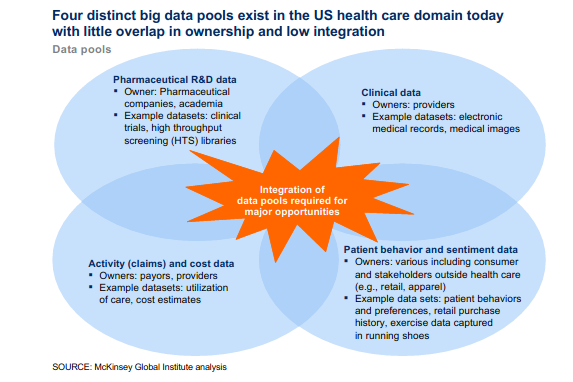 Four distinct big data pools exist in the US health care domain today
with little overlap in ownership and low integration
Data pools
Pharmaceutical R&D data
▪ Owner: Pharmaceutical
companies, academia
▪ Example datasets: clinical
trials, high throughput
screening (HTS) libraries
Clinical data
▪ Owners: providers
▪ Example datasets: electronic
medical records, medical images
Integration of
data pools required for
major opportunities
Activity (claims) and cost data
▪ Owners: payors, providers
▪ Example datasets: utilization
of care, cost estimates
Patient behavior and sentiment data
▪ Owners: various including consumer
and stakeholders outside health care
(e.g., retail, apparel)
▪ Example data sets: patient behaviors
and preferences, retail purchase
history, exercise data captured
in running shoes
SOURCE: McKinsey Global Institute analysis